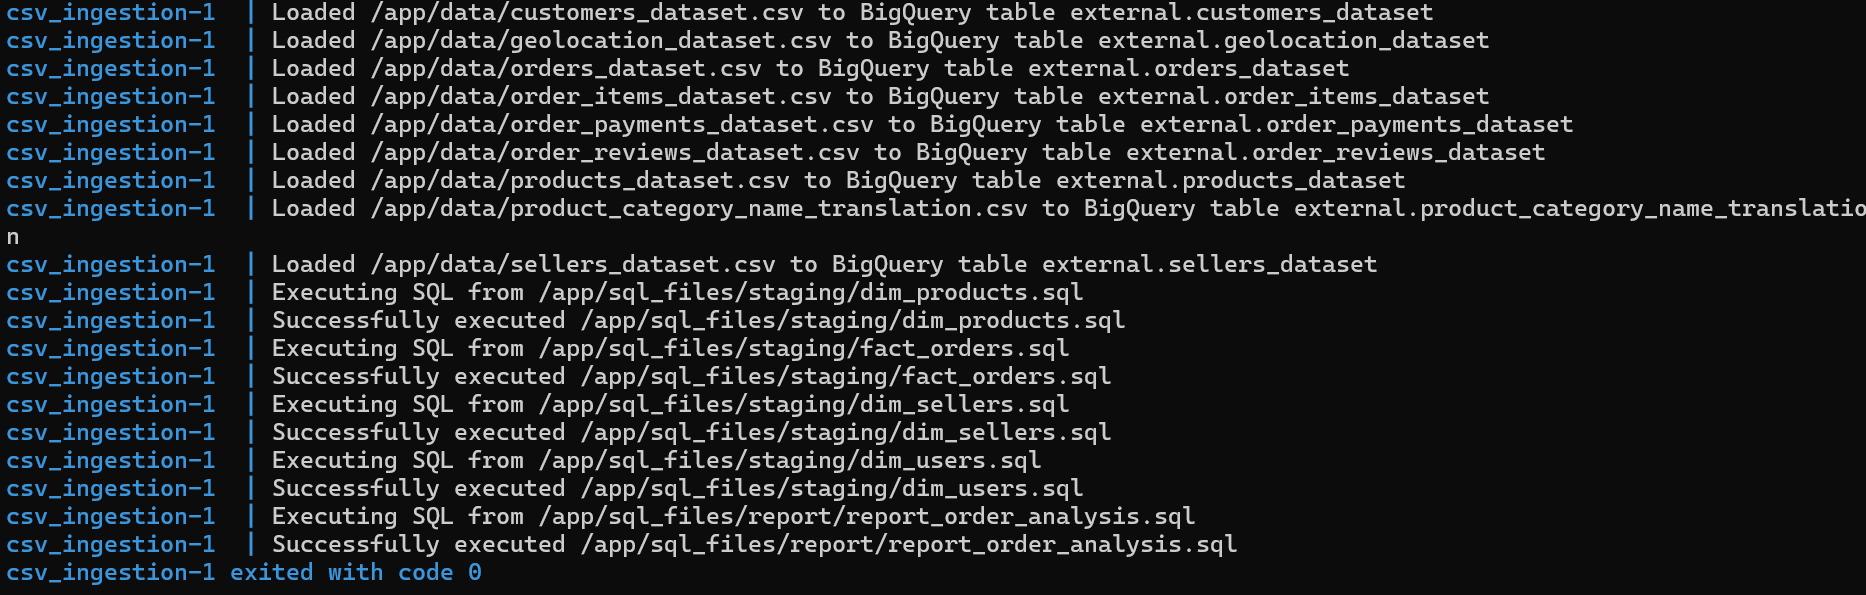 csv_ingestion-1  | Loaded /app/data/customers_dataset.csv to BigQuery table external.customers_dataset
csv_ingestion-1  | Loaded /app/data/geolocation_dataset.csv to BigQuery table external.geolocation_dataset
csv_ingestion-1  | Loaded /app/data/orders_dataset.csv to BigQuery table external.orders_dataset
csv_ingestion-1  | Loaded /app/data/order_items_dataset.csv to BigQuery table external.order_items_dataset
csv_ingestion-1  | Loaded /app/data/order_payments_dataset.csv to BigQuery table external.order_payments_dataset
csv_ingestion-1  | Loaded /app/data/order_reviews_dataset.csv to BigQuery table external.order_reviews_dataset
csv_ingestion-1  | Loaded /app/data/products_dataset.csv to BigQuery table external.products_dataset
csv_ingestion-1  | Loaded /app/data/product_category_name_translation.csv to BigQuery table external.product_category_name_translatio
n
csv_ingestion-1  | Loaded /app/data/sellers_dataset.csv to BigQuery table external.sellers_dataset
csv_ingestion-1  | Executing SQL from /app/sql_files/staging/dim_products.sql
csv_ingestion-1  | Successfully executed /app/sql_files/staging/dim_products.sql
csv_ingestion-1  | Executing SQL from /app/sql_files/staging/fact_orders.sql
csv_ingestion-1  | Successfully executed /app/sql_files/staging/fact_orders.sql
csv_ingestion-1  | Executing SQL from /app/sql_files/staging/dim_sellers.sql
csv_ingestion-1  | Successfully executed /app/sql_files/staging/dim_sellers.sql
csv_ingestion-1  | Executing SQL from /app/sql_files/staging/dim_users.sql
csv_ingestion-1  | Successfully executed /app/sql_files/staging/dim_users.sql
csv_ingestion-1  | Executing SQL from /app/sql_files/report/report_order_analysis.sql
csv_ingestion-1  | Successfully executed /app/sql_files/report/report_order_analysis.sql
csv_ingestion-1 exited with code 0